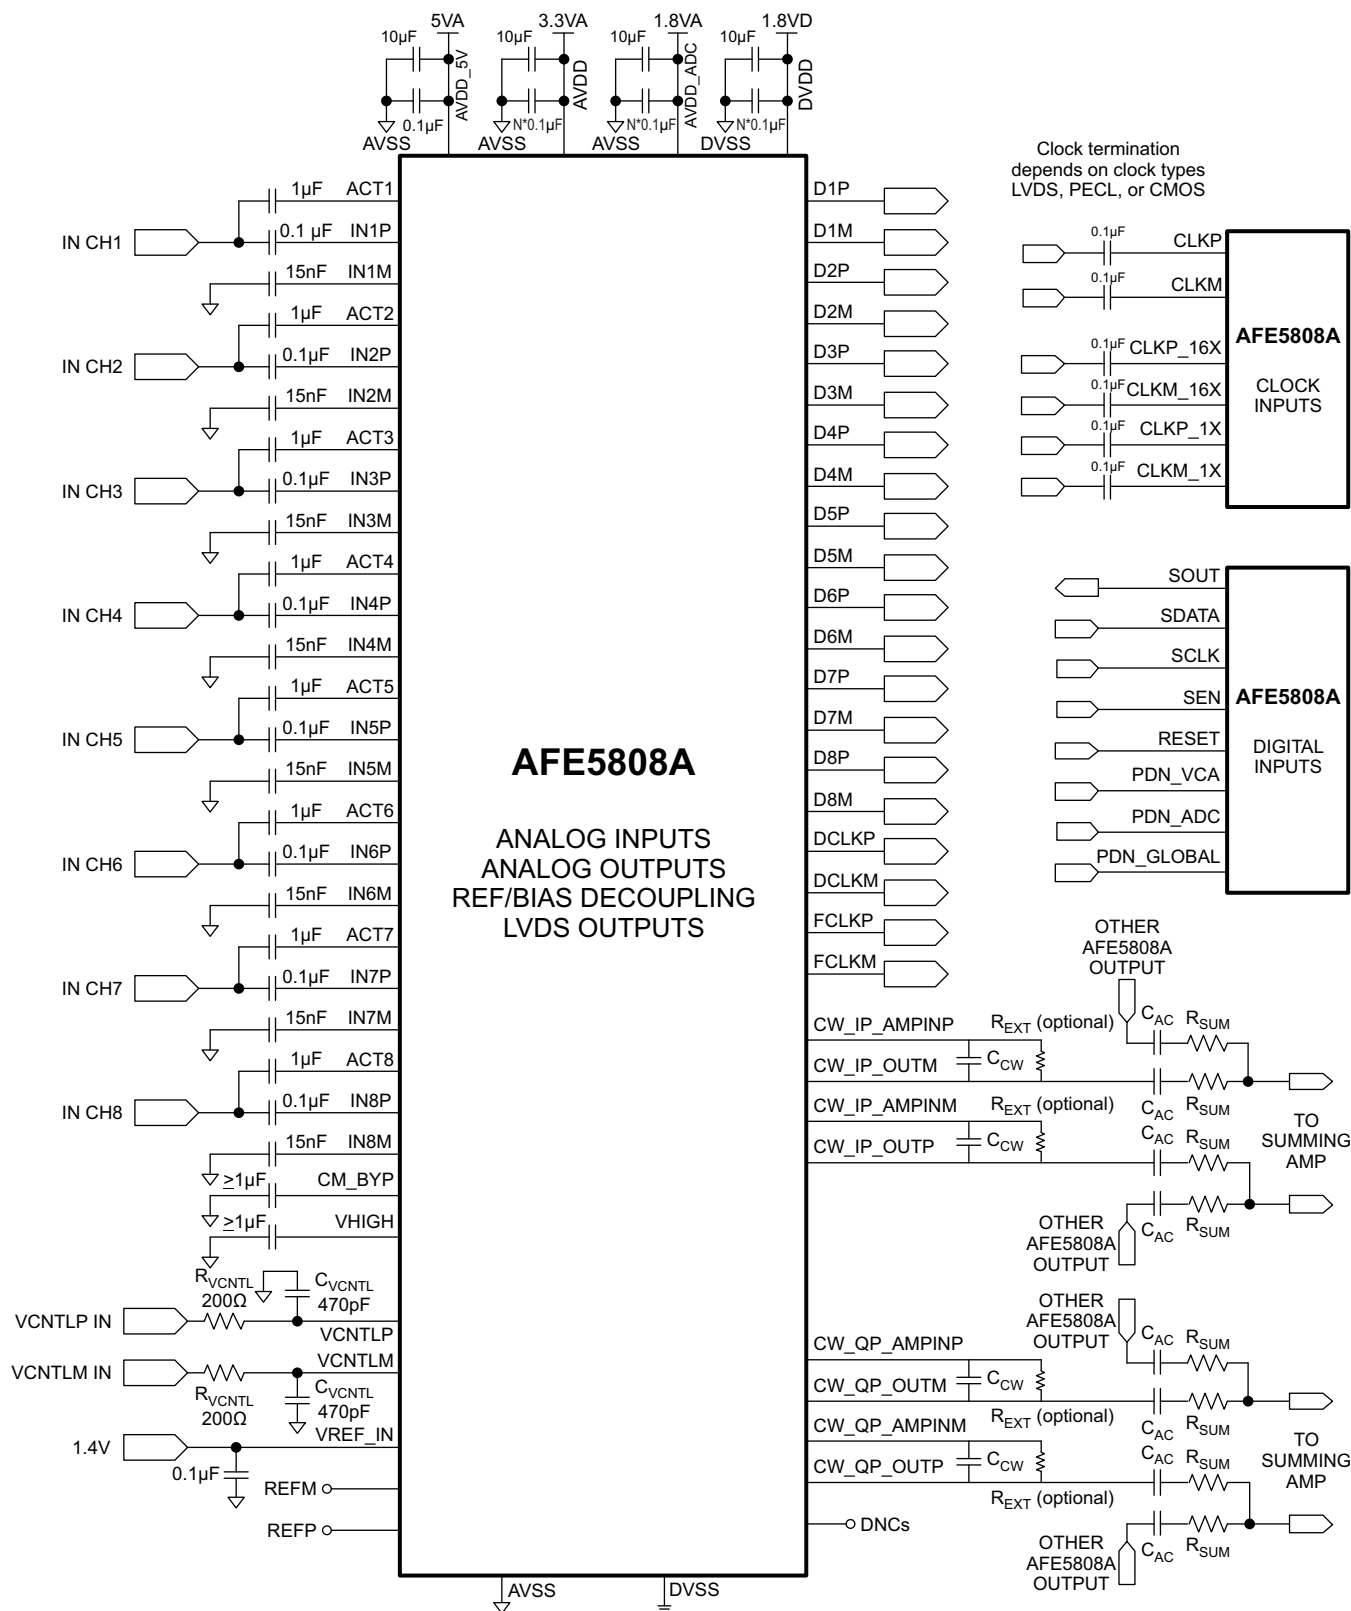 5VA
3.3VA
1.8VA
1.8VD
10µF
10µF
10µF
10µF
AVDD_5V
AVDD
AVDD_ADC
DVDD
0.1µF
N*0.1µF
N*0.1µF
N*0.1µF
AVSS
AVSS
AVSS
DVSS
1µF ACT1
IN CH1
0.1 µF IN1P
15nF IN1M
1µF ACT2
IN CH2
0.1µF IN2P
15nF IN2M
1µF ACT3
IN CH3
0.1µF IN3P
15nF IN3M
1µF ACT4
IN CH4
0.1µF IN4P
15nF IN4M
1µF ACT5
IN CH5
0.1µF IN5P
15nF IN5M
1µF ACT6
IN CH6
0.1µF IN6P
15nF IN6M
1µF ACT7
IN CH7
0.1µF IN7P
15nF IN7M
1µF ACT8
IN CH8
0.1µF IN8P
15nF IN8M
≥1µF CM_BYP
≥1µF VHIGH
RVCNTL
200Ω
CVCNTL
470pF
VCNTLP IN
VCNTLP
VCNTLM IN
VCNTLM
RVCNTL
200Ω
CVCNTL
470pF
1.4V
VREF_IN
0.1µF
REFM
REFP
AFE5808A
ANALOG INPUTS
ANALOG OUTPUTS
REF/BIAS DECOUPLING
LVDS OUTPUTS
AVSS
DVSS
D1P
D1M
D2P
D2M
D3P
D3M
D4P
D4M
D5P
D5M
D6P
D6M
D7P
D7M
D8P
D8M
DCLKP
DCLKM
FCLKP
FCLKM
CW_IP_AMPINP
REXT (optional)
CCW
CW_IP_OUTM
CW_IP_AMPINM
REXT (optional)
CCW
CW_IP_OUTP
CW_QP_AMPINP
CCW
CW_QP_OUTM
REXT (optional)
CW_QP_AMPINM
CCW
CW_QP_OUTP
REXT (optional)
DNCs
Clock termination
depends on clock types
LVDS, PECL, or CMOS
0.1µF CLKP
0.1µF CLKM
0.1µF CLKP_16X
0.1µF CLKM_16X
0.1µF CLKP_1X
0.1µF CLKM_1X
AFE5808A
CLOCK
INPUTS
SOUT
SDATA
SCLK
SEN
RESET
PDN_VCA
PDN_ADC
PDN_GLOBAL
AFE5808A
DIGITAL
INPUTS
OTHER
AFE5808A
OUTPUT
CAC RSUM
CAC RSUM
CAC RSUM
CAC RSUM
TO
SUMMING
AMP
OTHER
AFE5808A
OUTPUT
OTHER
AFE5808A
OUTPUT
CAC RSUM
CAC RSUM
CAC RSUM
CAC RSUM
TO
SUMMING
AMP
OTHER
AFE5808A
OUTPUT